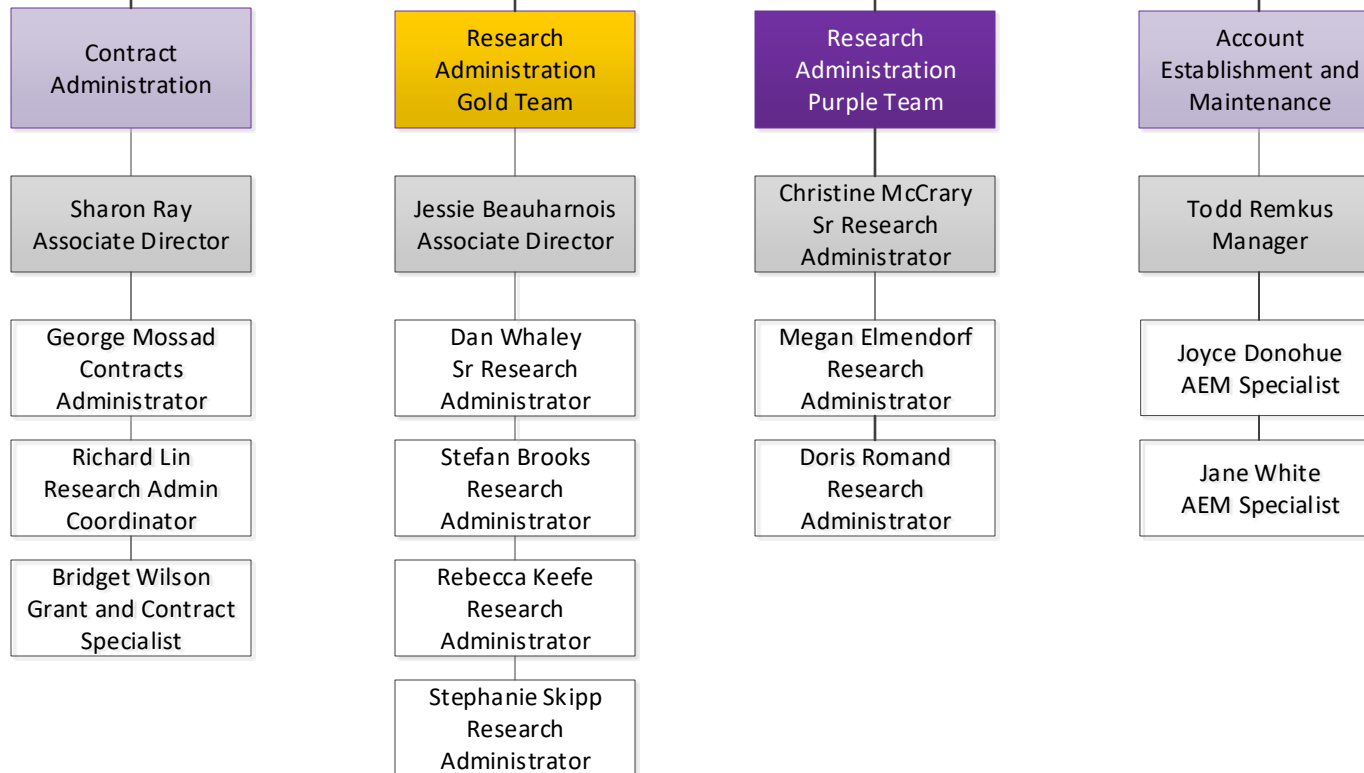 Contract
Administration
Sharon Ray
Associate Director
George Mossad
Contracts
Administrator
Richard Lin
Research Admin
Coordinator
Bridget Wilson
Grant and Contract
Specialist
Research
Administration
Gold Team
Jessie Beauharnois
Associate Director
Dan Whaley
Sr Research
Administrator
Stefan Brooks
Research
Administrator
Rebecca Keefe
Research
Administrator
Stephanie Skipp
Research
Administrator
Research
Administration
Purple Team
Christine McCrary
Sr Research
Administrator
Megan Elmendorf
Research
Administrator
Doris Romand
Research
Administrator
Account
Establishment and
Maintenance
Todd Remkus
Manager
Joyce Donohue
AEM Specialist
Jane White
AEM Specialist